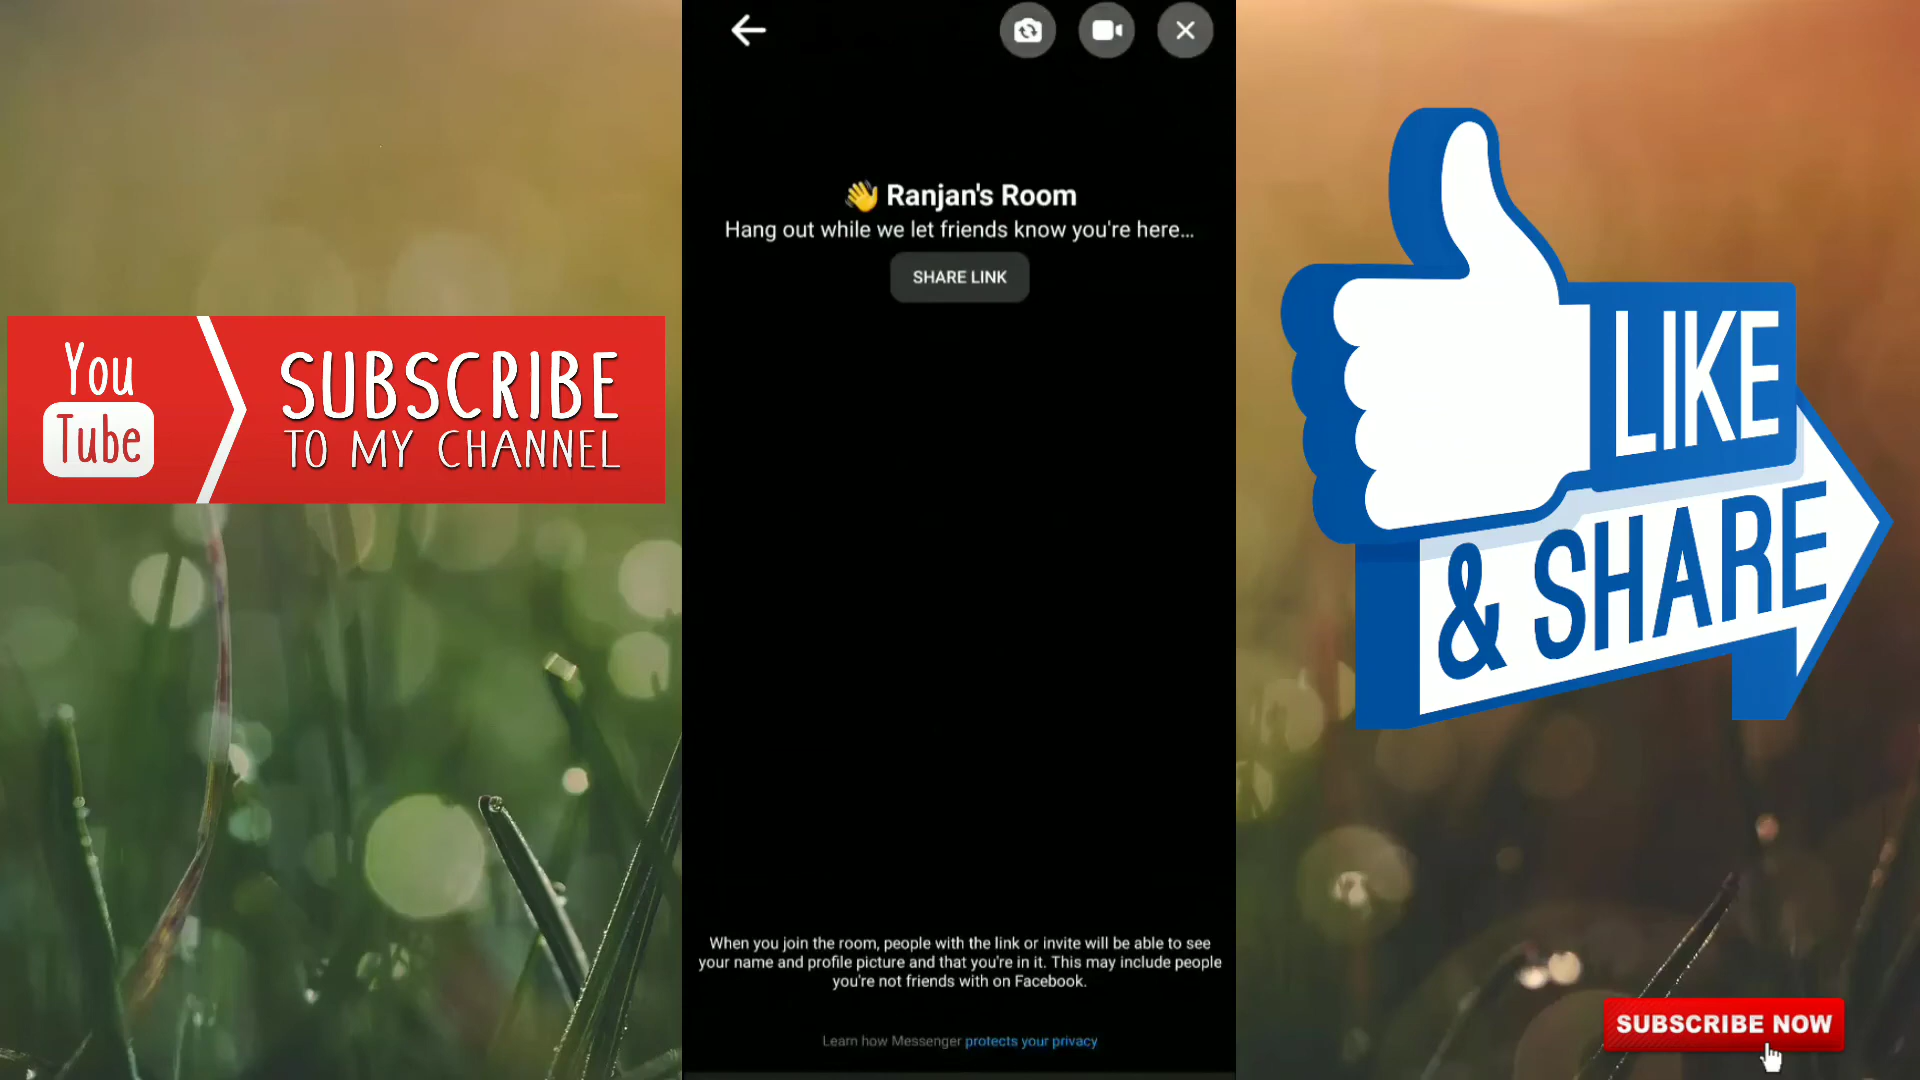 You
Tube
SUBSCRIBE
TO MY CHANNEL
👋 Ranjan's Room
Hang out while we let friends know you're here...
SHARE LINK
When you join the room, people with the link or invite will be able to see
your name and profile picture and that you're in it. This may include people
you're not friends with on Facebook.
Learn how Messenger protects your privacy
LIKE
& SHARE
SUBSCRIBE NOW